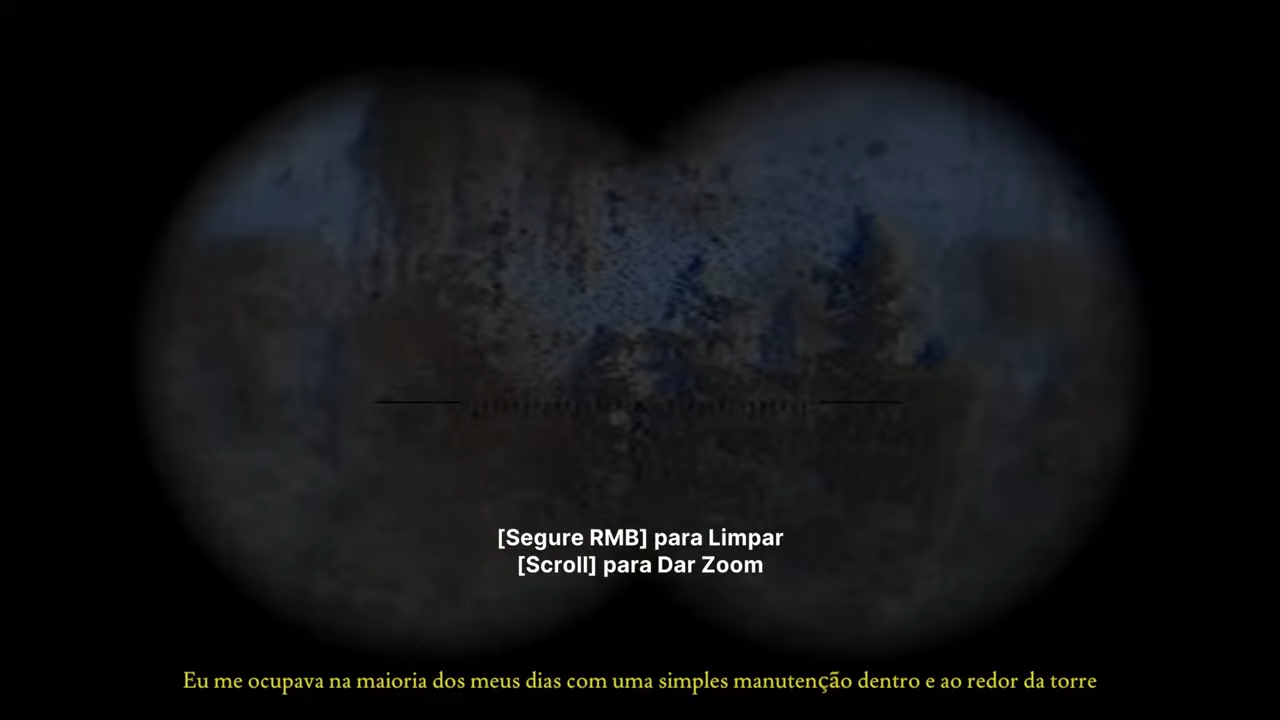 [Segure RMB] para Limpar
[Scroll] para Dar Zoom
Eu me ocupava na maioria dos meus dias com uma simples manutenção dentro e ao redor da torre